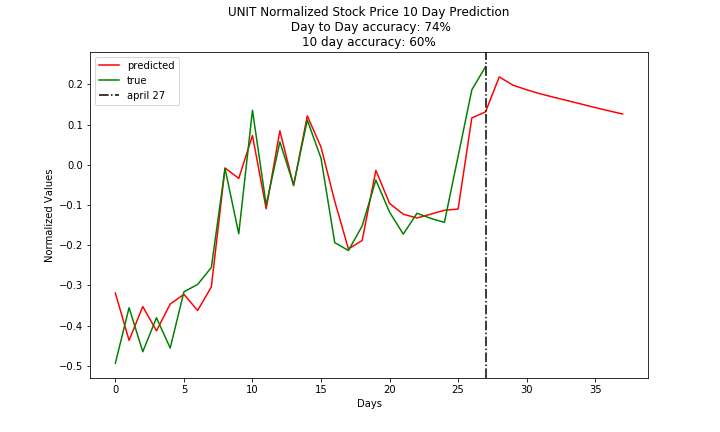 UNIT Normalized Stock Price 10 Day Prediction
Day to Day accuracy: 74%
10 day accuracy: 60%
predicted
true
april 27
Normalized Values
0.2
0.1
0.0
−0.1
−0.2
−0.3
−0.4
−0.5
0 5 10 15 20 25 30 35
Days